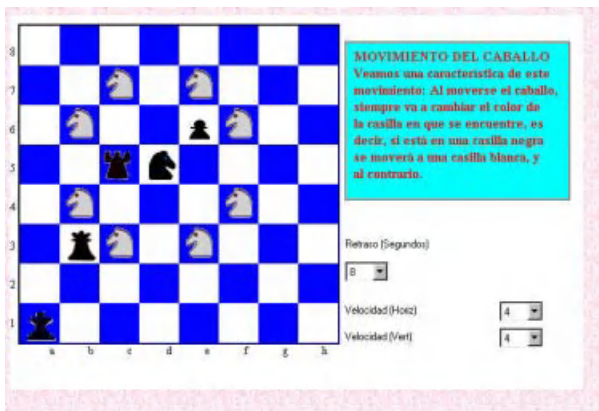 MOVIMIENTO DEL CABALLO
Veamos una caracteristica de este
movimiento: Al moverse el caballo,
siempre va a cambiar el color de
la casilla en que se encuentre, es
decir, si está en una casilla negra
se moverá a una casilla blanca, y
al contrario.
8
7
6
5
4
3
2
1
a b c d e f g h
Retraso (Segundos)
8
Velocidad (Horiz) 4
Velocidad (Vert) 4